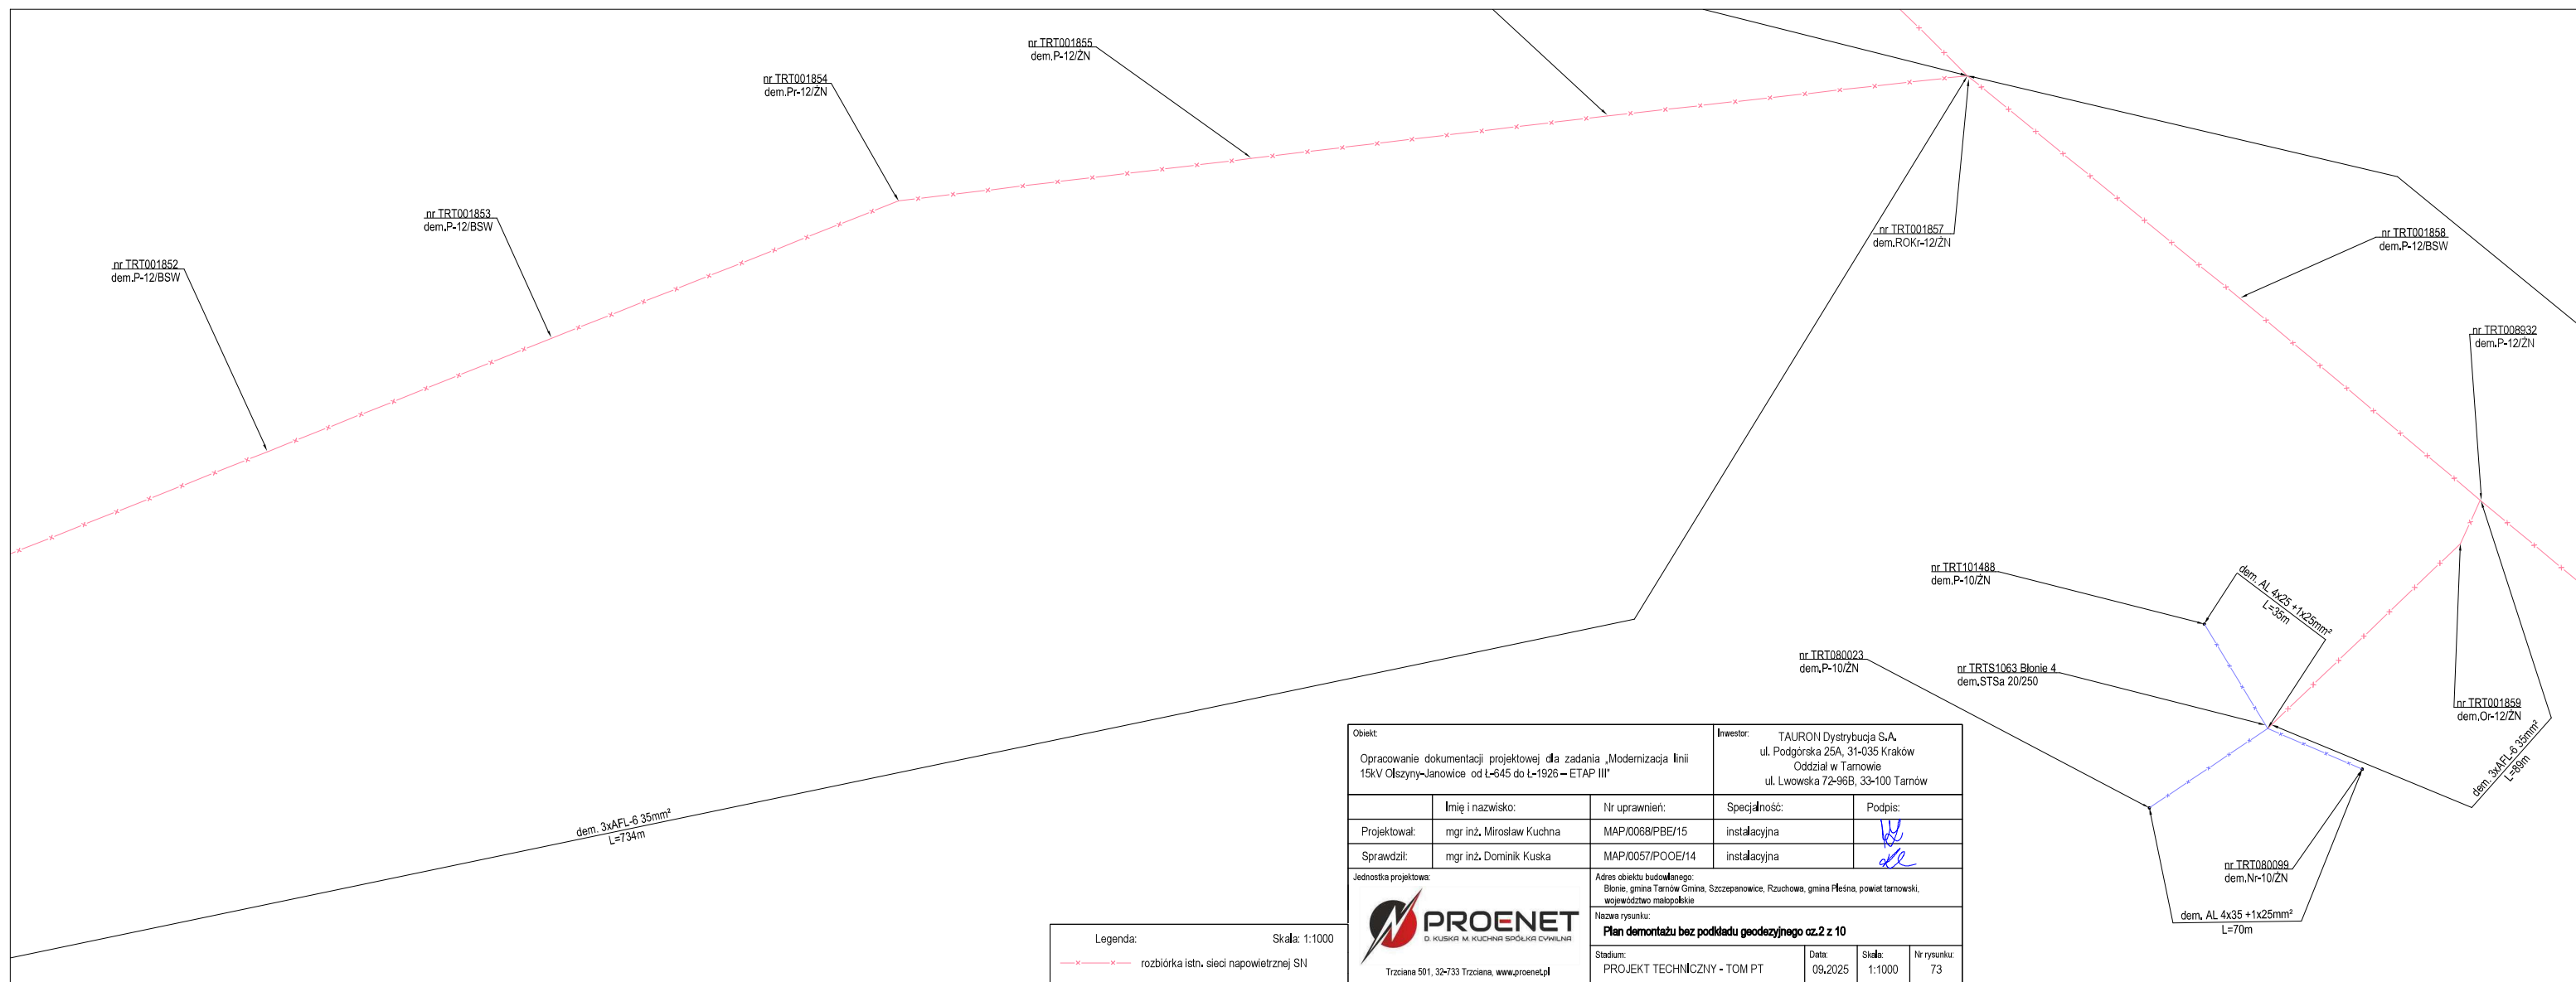 nr TRT001852
dem.P-12/BSW
nr TRT001853
dem.P-12/BSW
nr TRT001854
dem.Pr-12/ŻN
nr TRT001855
dem.P-12/ŻN
nr TRT001857
dem.ROKr-12/ŻN
nr TRT001858
dem.P-12/BSW
nr TRT008932
dem.P-12/ŻN
nr TRT101488
dem.P-10/ŻN
dem. AL 4x25 +1x25mm²
L=35m
nr TRT080023
dem.P-10/ŻN
nr TRTS1063 Błonie 4
dem.STSa 20/250
nr TRT001859
dem.Or-12/ŻN
dem. 3xAFL-6 35mm²
L=89m
nr TRT080099
dem.Nr-10/ŻN
dem. AL 4x35 +1x25mm²
L=70m
dem. 3xAFL-6 35mm²
L=734m
Legenda: Skala: 1:1000
rozbiórka istn. sieci napowietrznej SN
Obiekt:
Opracowanie dokumentacji projektowej dla zadania „Modernizacja linii
15kV Olszyny-Janowice od Ł-645 do Ł-1926 – ETAP III"
Inwestor: TAURON Dystrybucja S.A.
ul. Podgórska 25A, 31-035 Kraków
Oddział w Tarnowie
ul. Lwowska 72-96B, 33-100 Tarnów
Imię i nazwisko: Nr uprawnień: Specjalność: Podpis:
Projektował: mgr inż. Mirosław Kuchna MAP/0068/PBE/15 instalacyjna
Sprawdził: mgr inż. Dominik Kuska MAP/0057/POOE/14 instalacyjna
Jednostka projektowa:
PROENET
D. KUSKA M. KUCHNA SPÓŁKA CYWILNA
Trzciana 501, 32-733 Trzciana, www.proenet.pl
Adres obiektu budowlanego:
Błonie, gmina Tarnów Gmina, Szczepanowice, Rzuchowa, gmina Pleśna, powiat tarnowski,
województwo małopolskie
Nazwa rysunku:
Plan demontażu bez podkładu geodezyjnego cz.2 z 10
Stadium: Data: Skala: Nr rysunku:
PROJEKT TECHNICZNY - TOM PT 09.2025 1:1000 73